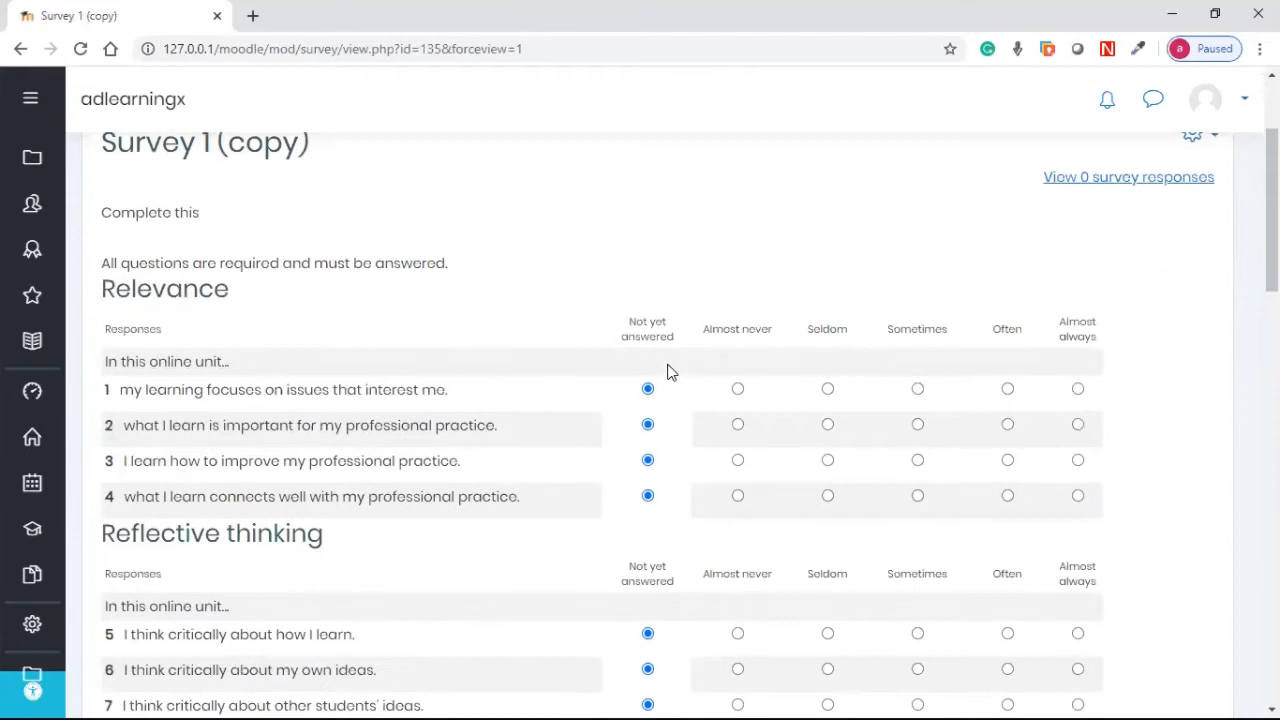 Survey 1 (copy)
127.0.0.1/moodle/mod/survey/view.php?id=135&forceview=1
a Paused
adlearningx
Survey 1 (copy)
View 0 survey responses
Complete this
All questions are required and must be answered.
Relevance
Responses Not yet answered Almost never Seldom Sometimes Often Almost always
In this online unit...
1 my learning focuses on issues that interest me.
2 what I learn is important for my professional practice.
3 I learn how to improve my professional practice.
4 what I learn connects well with my professional practice.
Reflective thinking
Responses Not yet answered Almost never Seldom Sometimes Often Almost always
In this online unit...
5 I think critically about how I learn.
6 I think critically about my own ideas.
7 I think critically about other students' ideas.